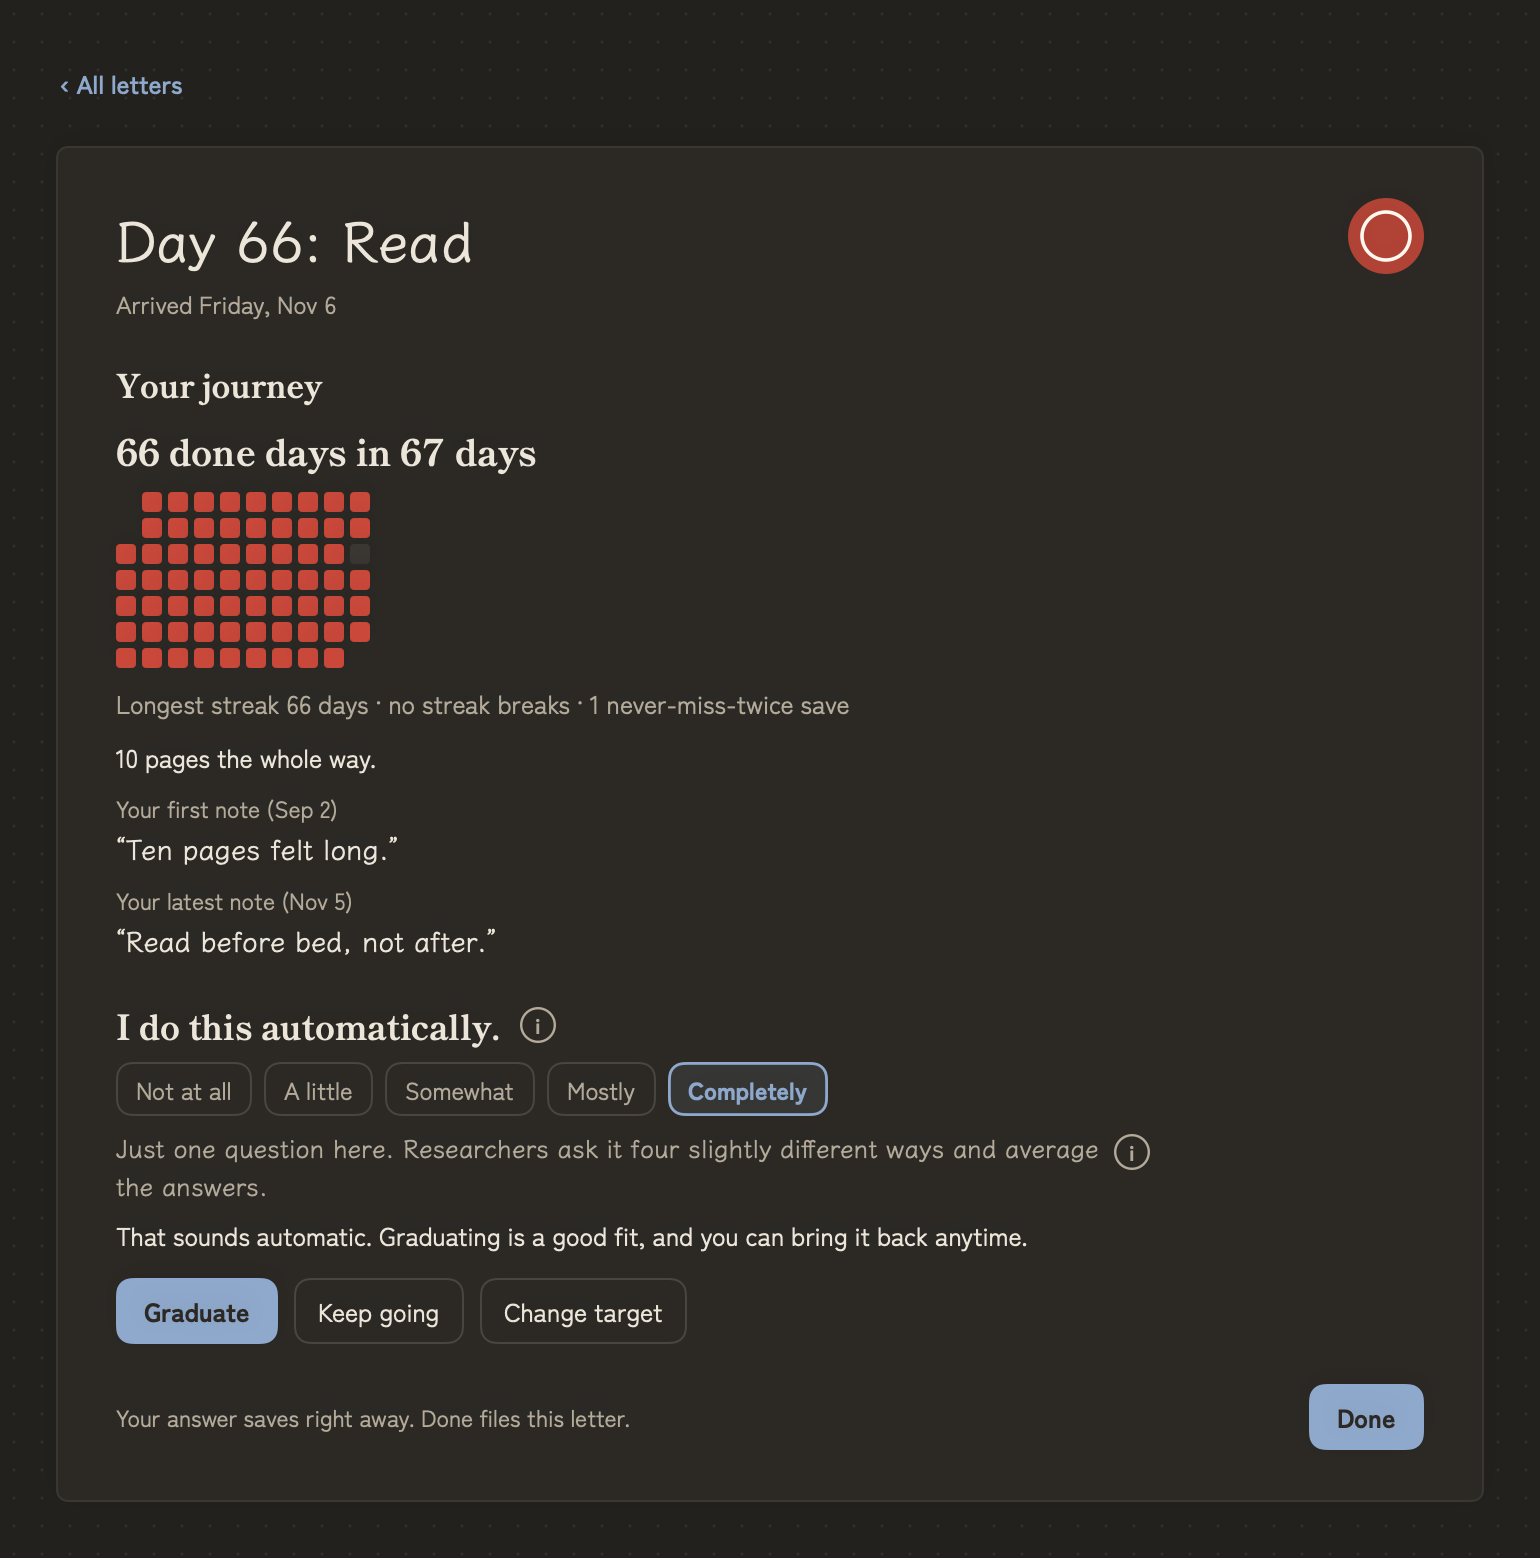 ‹ All letters
Day 66: Read
Arrived Friday, Nov 6
Your journey
66 done days in 67 days
Longest streak 66 days · no streak breaks · 1 never-miss-twice save
10 pages the whole way.
Your first note (Sep 2)
“Ten pages felt long.”
Your latest note (Nov 5)
“Read before bed, not after.”
I do this automatically. i
Not at all A little Somewhat Mostly Completely
Just one question here. Researchers ask it four slightly different ways and average i
the answers.
That sounds automatic. Graduating is a good fit, and you can bring it back anytime.
Graduate Keep going Change target
Your answer saves right away. Done files this letter. Done